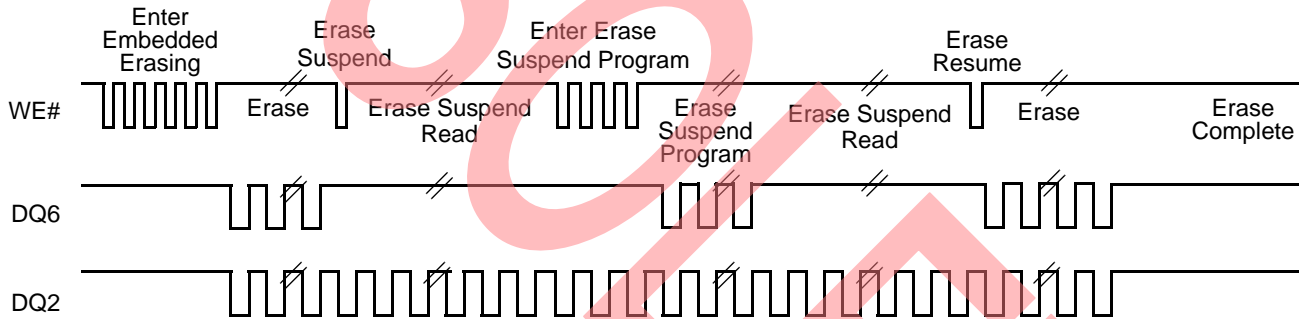 Enter
Embedded
Erasing
Erase
Suspend
Enter Erase
Suspend Program
Erase
Resume
WE#
Erase
Erase Suspend
Read
Erase
Suspend
Program
Erase Suspend
Read
Erase
Erase
Complete
DQ6
DQ2